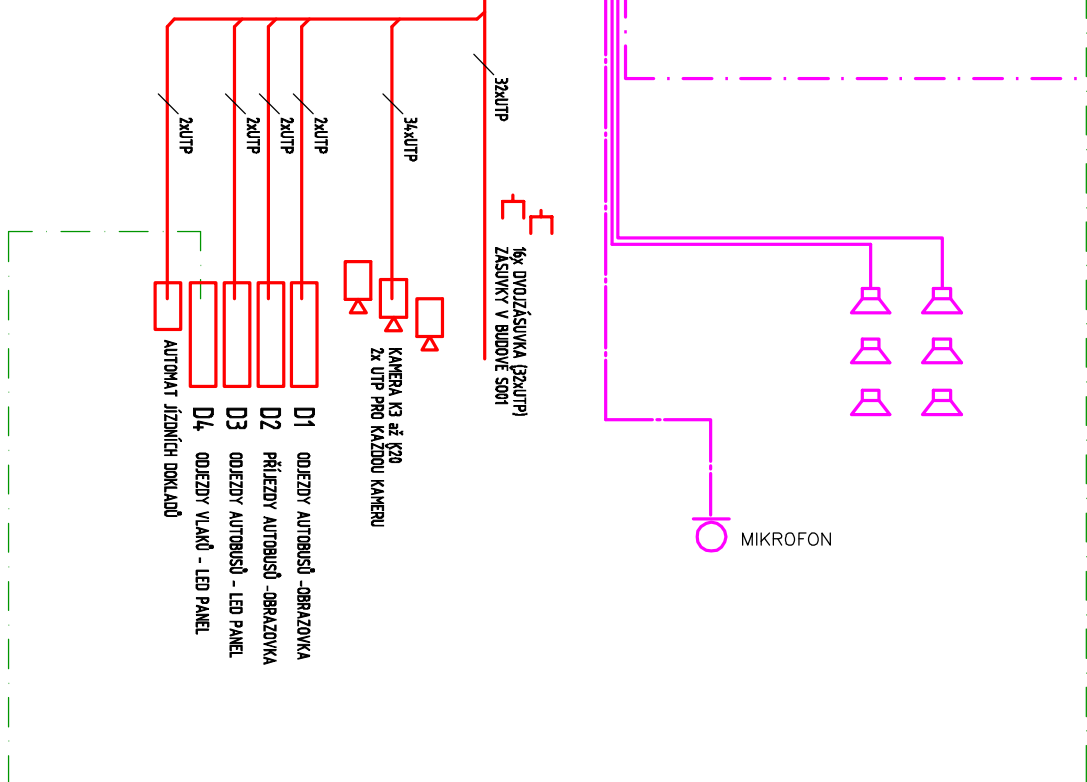 2xUTP
2xUTP
2xUTP
2xUTP
34xUTP
32xUTP
16x DVOJZÁSUVKA (32xUTP)
ZÁSUVKY V BUDOVĚ SO01
KAMERA K3 až K20
2x UTP PRO KAŽDOU KAMERU
D1 ODJEZDY AUTOBUSŮ -OBRAZOVKA
D2 PŘÍJEZDY AUTOBUSŮ -OBRAZOVKA
D3 ODJEZDY AUTOBUSŮ - LED PANEL
D4 ODJEZDY VLAKŮ - LED PANEL
AUTOMAT JÍZDNÍCH DOKLADŮ
MIKROFON